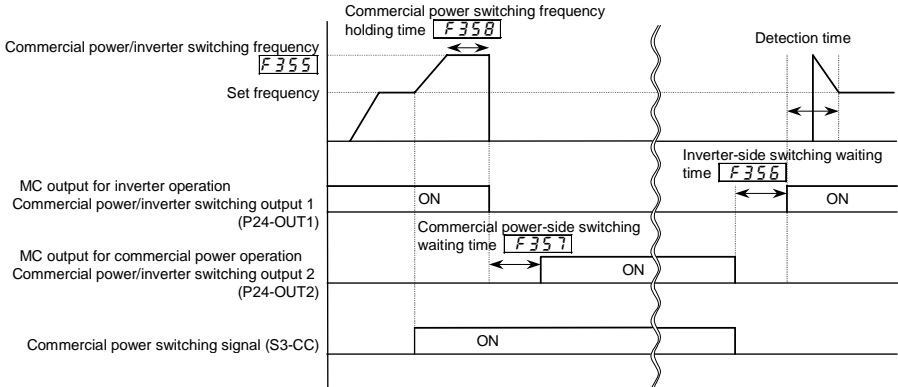 Commercial power switching frequency
holding time F358
Detection time
Commercial power/inverter switching frequency
F355
Set frequency
Inverter-side switching waiting
time F356
MC output for inverter operation
Commercial power/inverter switching output 1
(P24-OUT1)
ON
ON
Commercial power-side switching
waiting time F357
MC output for commercial power operation
Commercial power/inverter switching output 2
(P24-OUT2)
ON
Commercial power switching signal (S3-CC)
ON